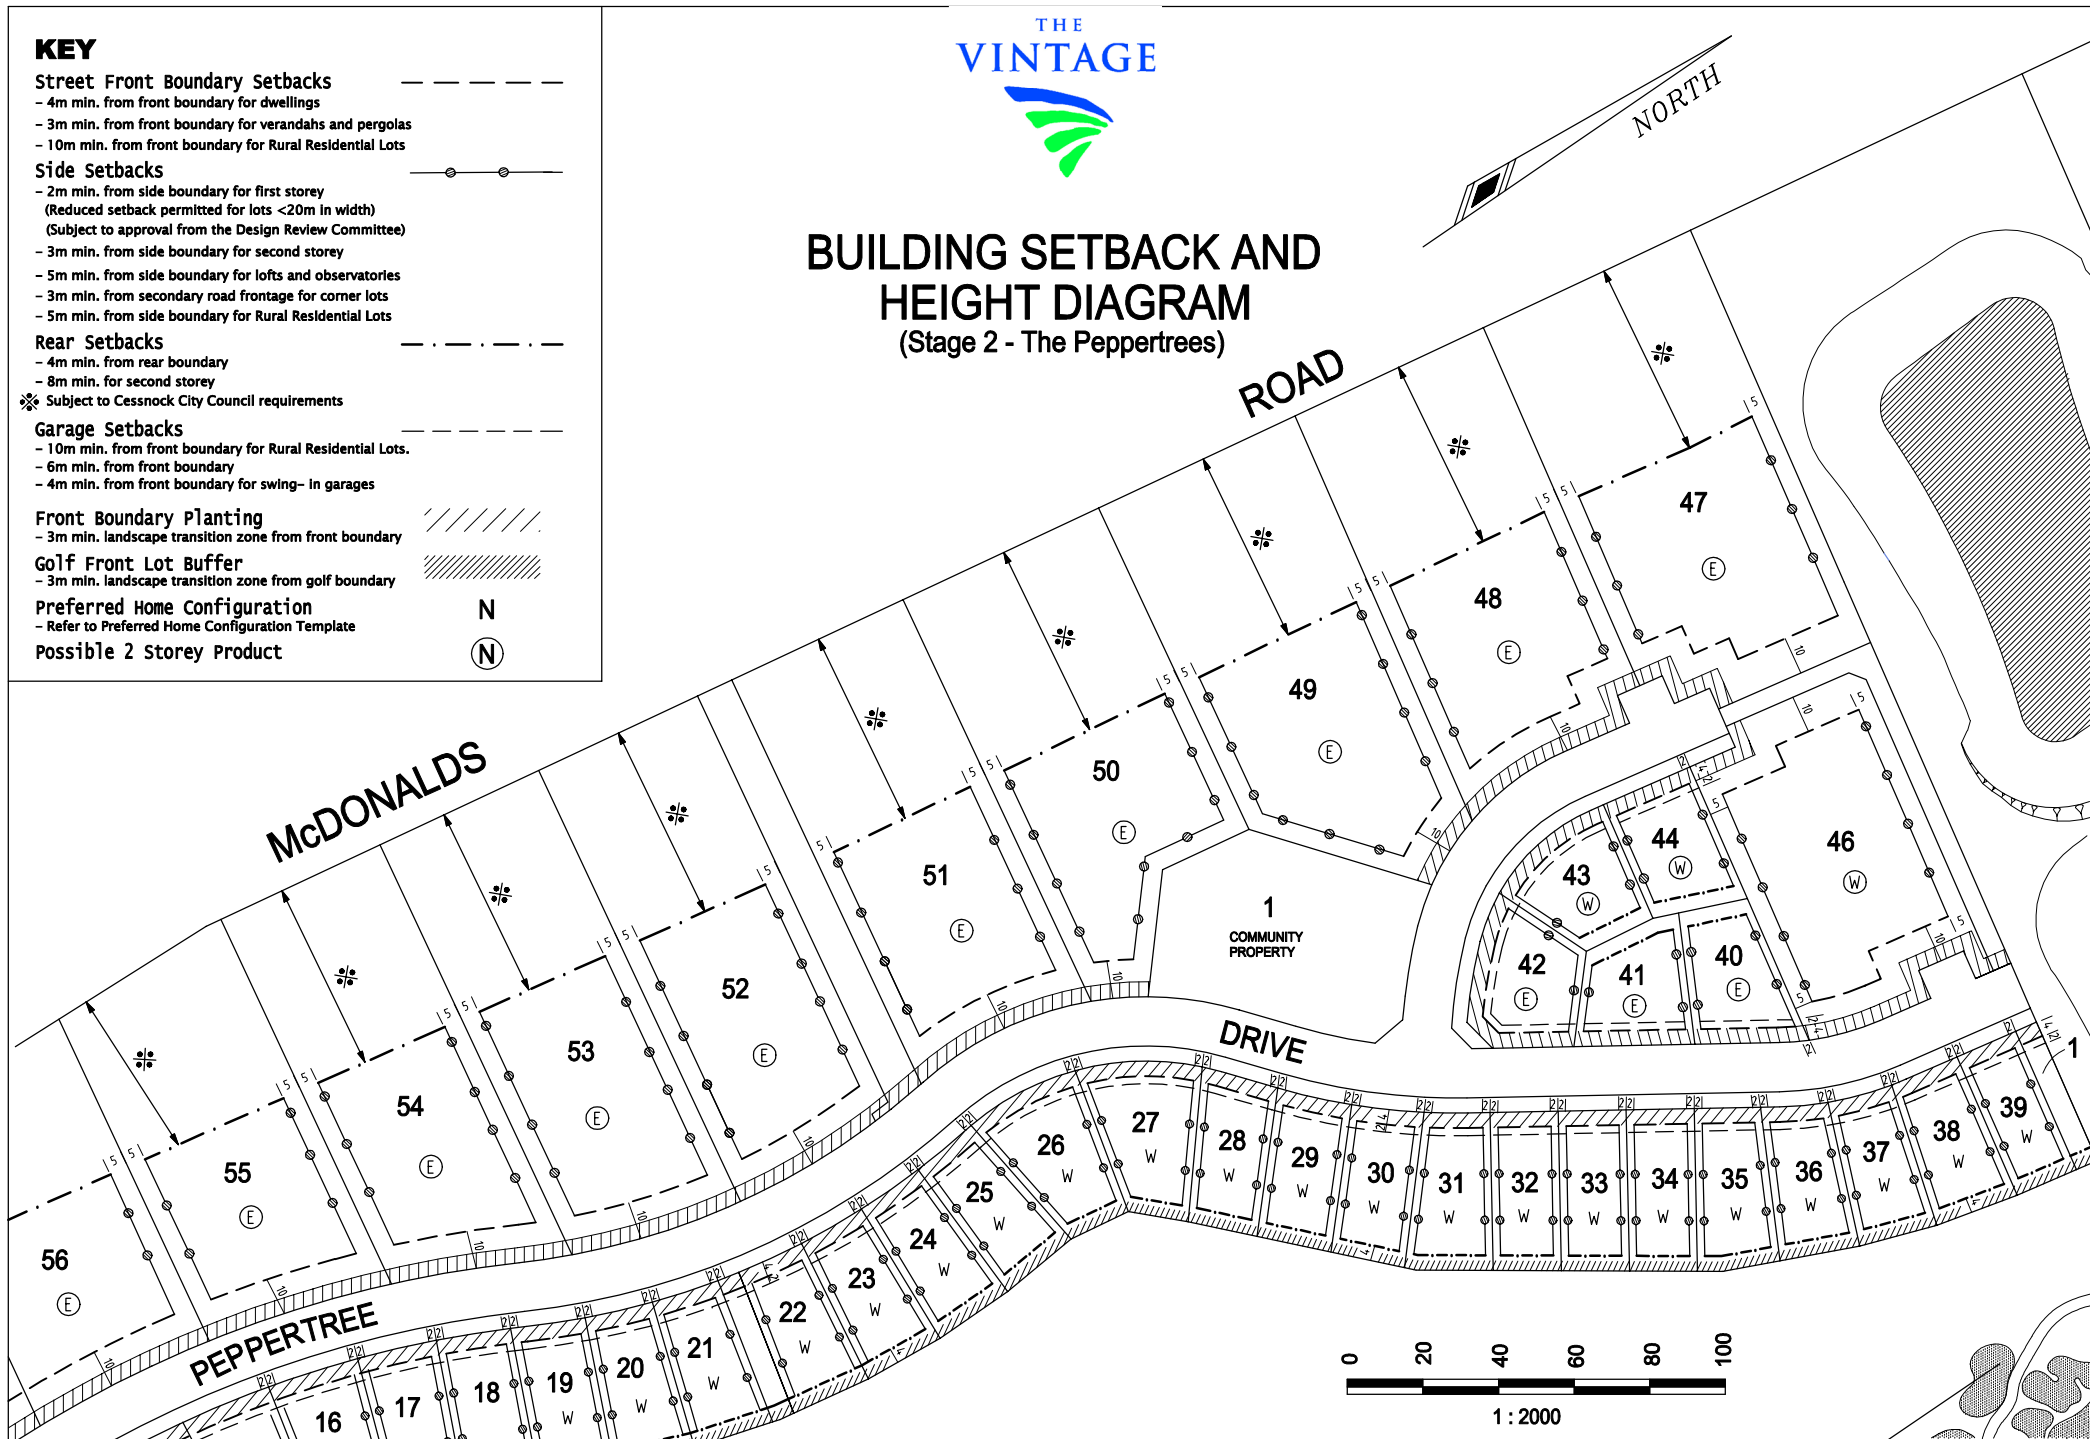 KEY
Street Front Boundary Setbacks
- 4m min. from front boundary for dwellings
- 3m min. from front boundary for verandahs and pergolas
- 10m min. from front boundary for Rural Residential Lots
Side Setbacks
- 2m min. from side boundary for first storey
(Reduced setback permitted for lots <20m in width)
(Subject to approval from the Design Review Committee)
- 3m min. from side boundary for second storey
- 5m min. from side boundary for lofts and observatories
- 3m min. from secondary road frontage for corner lots
- 5m min. from side boundary for Rural Residential Lots
Rear Setbacks
- 4m min. from rear boundary
- 8m min. for second storey
Subject to Cessnock City Council requirements
Garage Setbacks
- 10m min. from front boundary for Rural Residential Lots.
- 6m min. from front boundary
- 4m min. from front boundary for swing- in garages
Front Boundary Planting
- 3m min. landscape transition zone from front boundary
Golf Front Lot Buffer
- 3m min. landscape transition zone from golf boundary
Preferred Home Configuration N
- Refer to Preferred Home Configuration Template
Possible 2 Storey Product N
THE
VINTAGE
BUILDING SETBACK AND
HEIGHT DIAGRAM
(Stage 2 - The Peppertrees)
NORTH
McDONALDS ROAD
47
E
48
E
49
E
50
E
51
E
52
E
53
E
54
E
55
E
56
E
1
COMMUNITY
PROPERTY
46
W
44
W
43
W
42
E
41
E
40
E
PEPPERTREE DRIVE
1
39
W
38
W
37
W
36
W
35
W
34
W
33
W
32
W
31
W
30
W
29
W
28
W
27
W
26
W
25
W
24
W
23
W
22
W
21
W
20
W
19
W
18
17
16
0 20 40 60 80 100
1 : 2000